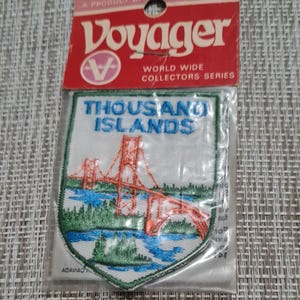 A PRODUCT
Voyager
V
WORLD WIDE
COLLECTORS SERIES
THOUSAND
ISLANDS